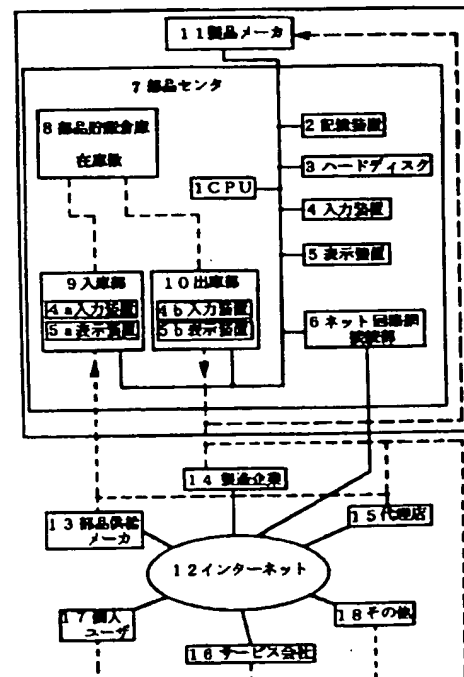 11製品メーカ
7部品センタ
8部品貯蔵倉庫
在庫数
2記憶装置
3ハードディスク
1CPU
4入力装置
5表示装置
9入庫部
4a入力装置
5a表示装置
10出庫部
4b入力装置
5b表示装置
6ネット回路網
接続部
14製造企業
13部品供給
メーカ
15代理店
12インターネット
17個人
ユーザ
18その他
16サービス会社